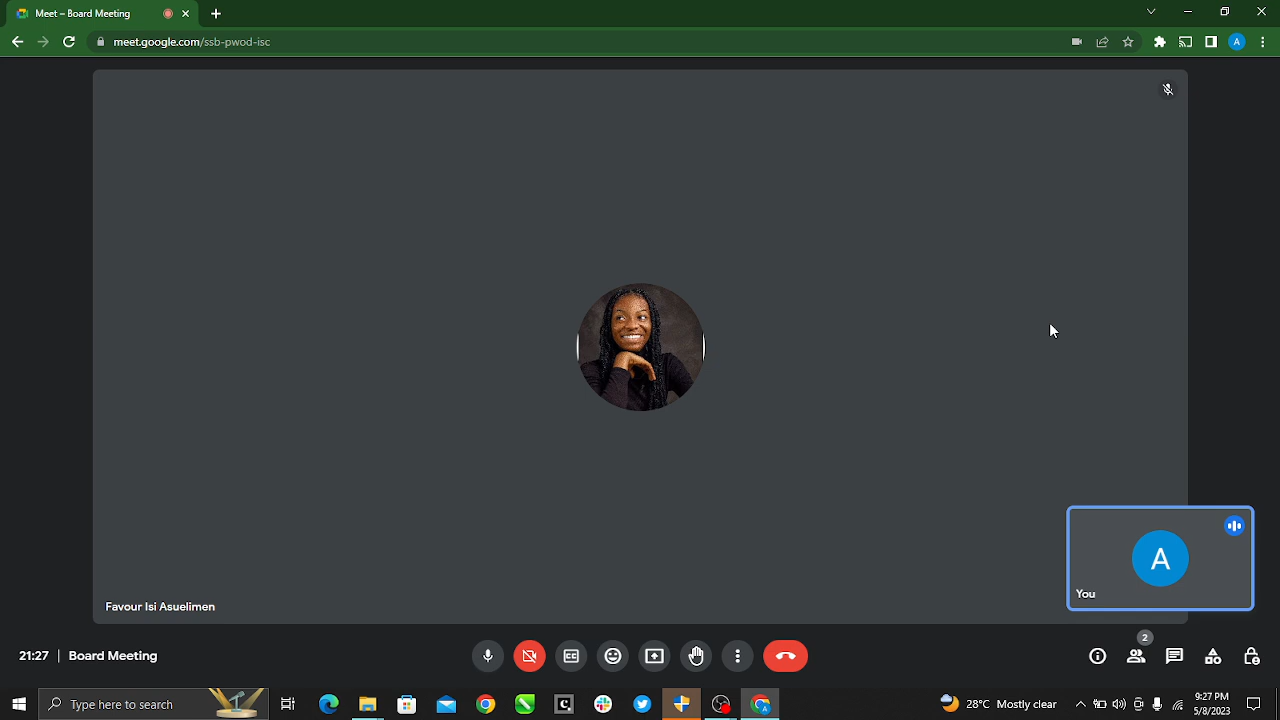 Meet – Board Meeting
meet.google.com/ssb-pwod-isc
A
A
You
Favour Isi Asuelimen
2
21:27 | Board Meeting
CC
Type here to search
28°C Mostly clear
9:27 PM
5/8/2023